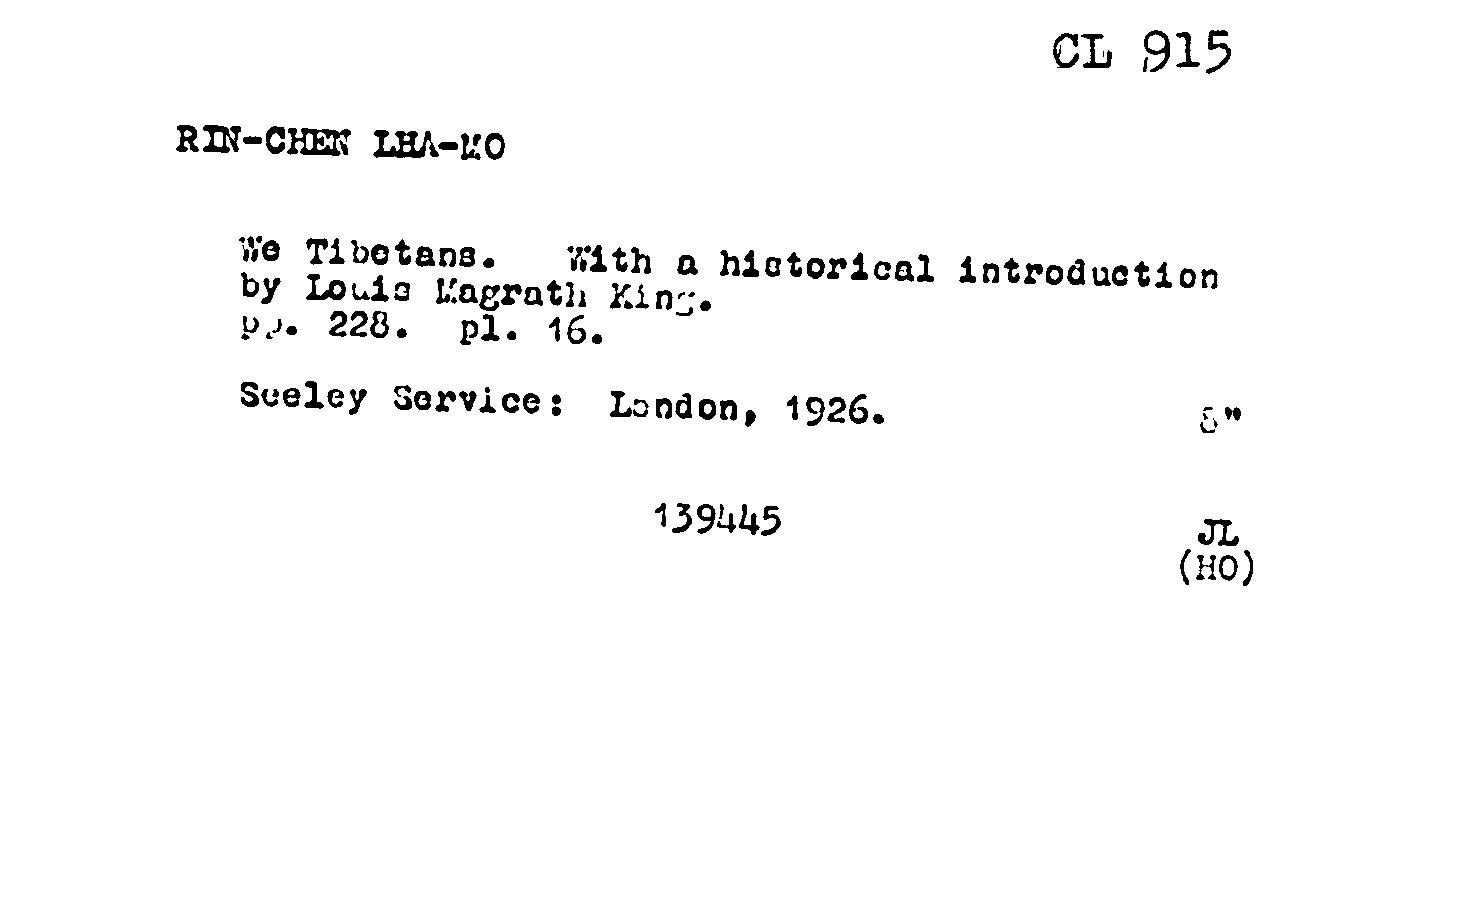 CL 915
RIN-CHEN LHA-MO
We Tibetans. With a historical introduction
by Louis Magrath King.
pp. 228. pl. 16.
Seeley Service: London, 1926. 8"
139445
JL
(HO)